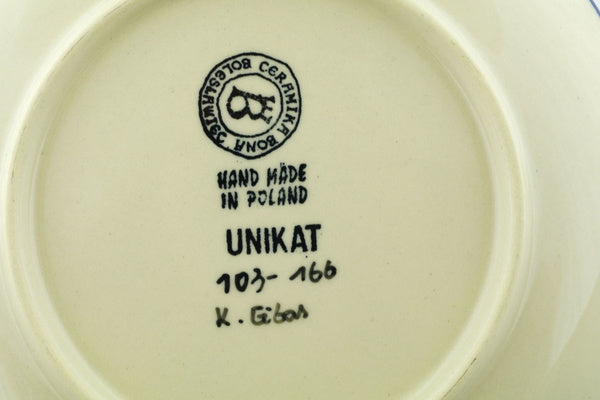 CERAMIKA BONA BOLESŁAWIEC
B
HAND MADE
IN POLAND
UNIKAT
103-166
K. Gibas